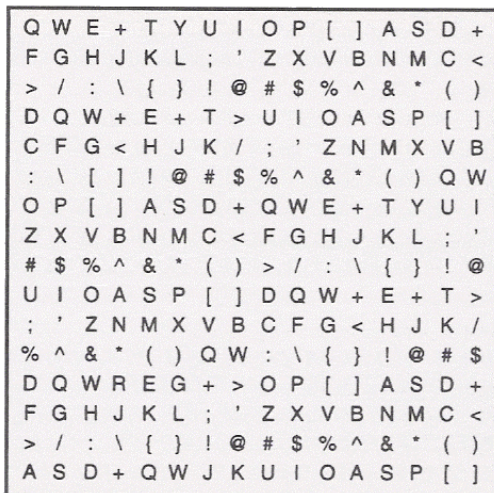 Q W E + T Y U I O P [ ] A S D +
F G H J K L ; ' Z X V B N M C <
> / : \ { } ! @ # $ % ^ & * ( )
D Q W + E + T > U I O A S P [ ]
C F G < H J K / ; ' Z N M X V B
: \ [ ] ! @ # $ % ^ & * ( ) Q W
O P [ ] A S D + Q W E + T Y U I
Z X V B N M C < F G H J K L ; '
# $ % ^ & * ( ) > / : \ { } ! @
U I O A S P [ ] D Q W + E + T >
; ' Z N M X V B C F G < H J K /
% ^ & * ( ) Q W : \ { } ! @ # $
D Q W R E G + > O P [ ] A S D +
F G H J K L ; ' Z X V B N M C <
> / : \ { } ! @ # $ % ^ & * ( )
A S D + Q W J K U I O A S P [ ]